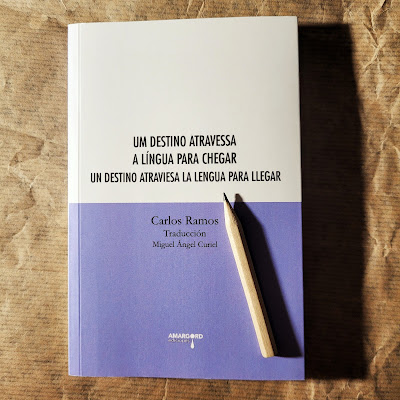 UM DESTINO ATRAVESSA
A LÍNGUA PARA CHEGAR
UN DESTINO ATRAVIESA LA LENGUA PARA LLEGAR
Carlos Ramos
Traducción
Miguel Ángel Curiel
AMARGORD
ediciones